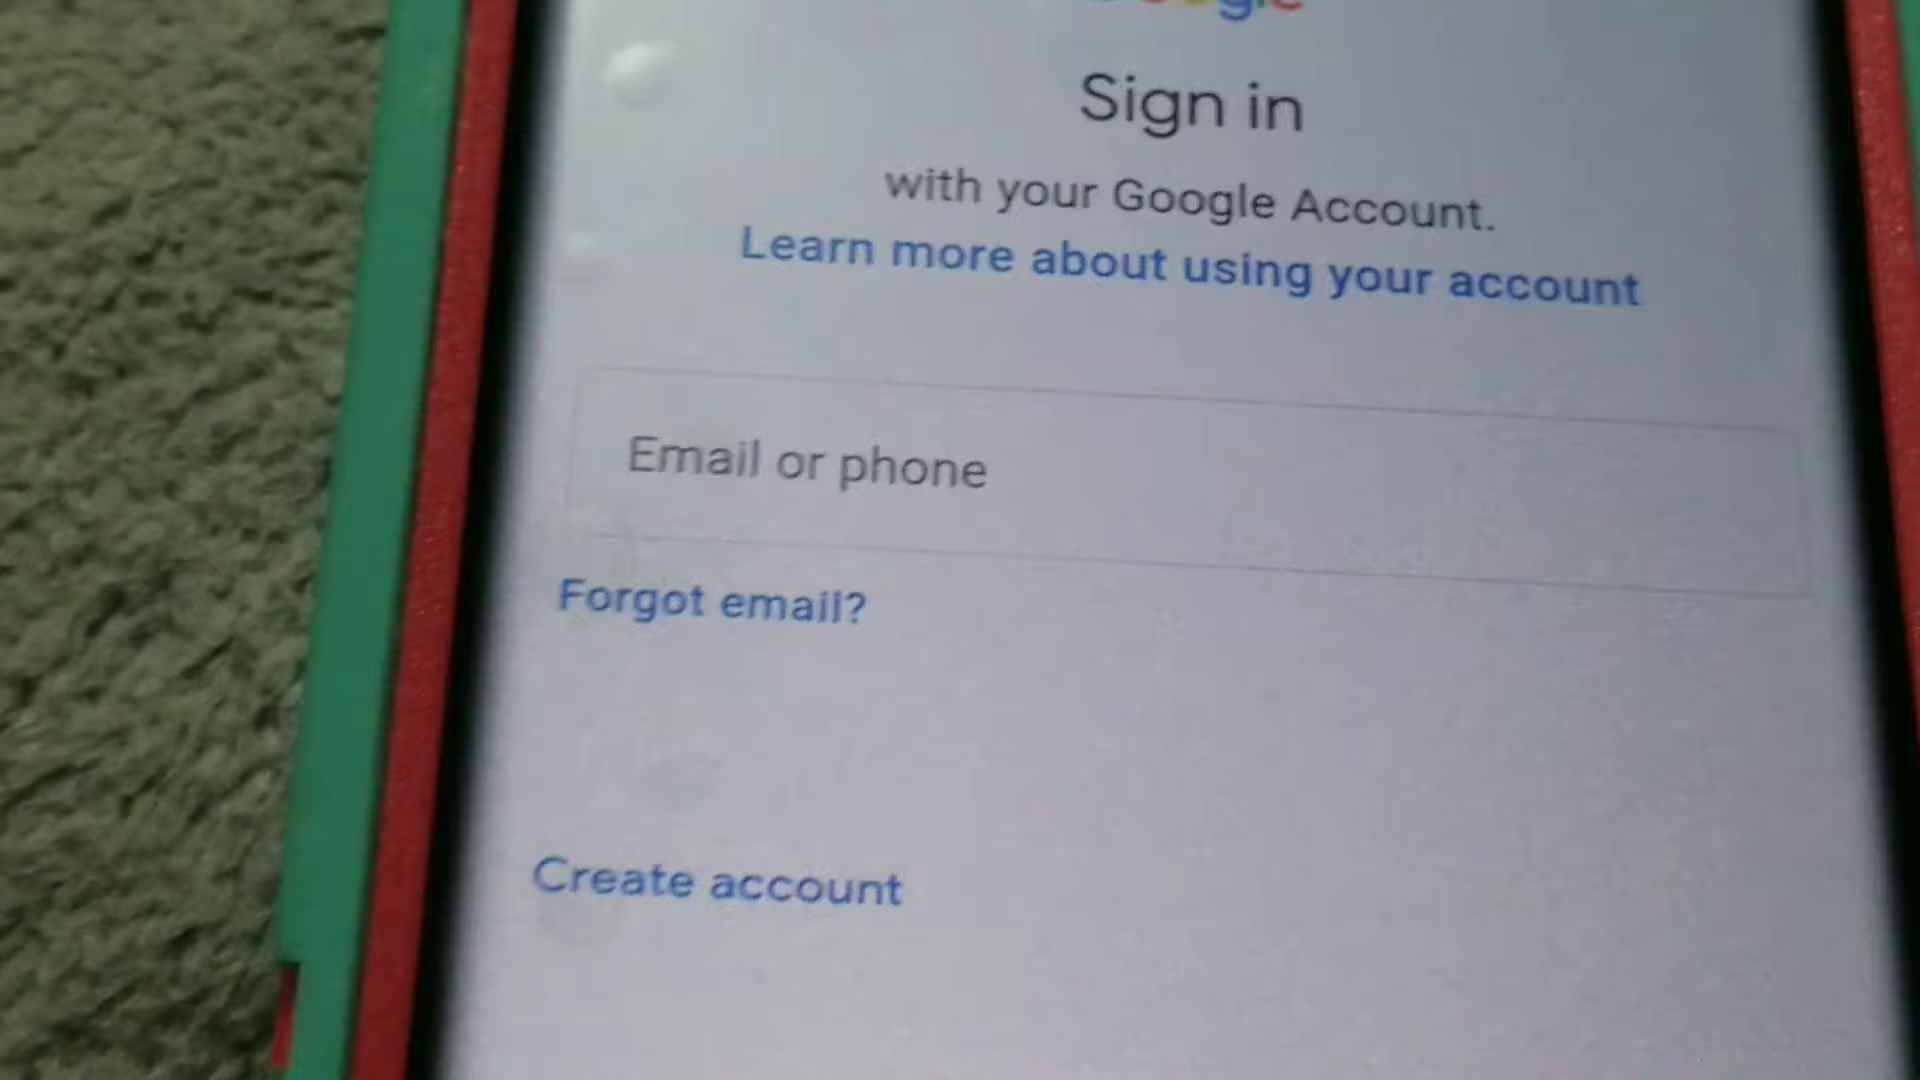 Google
Sign in
with your Google Account.
Learn more about using your account
Email or phone
Forgot email?
Create account